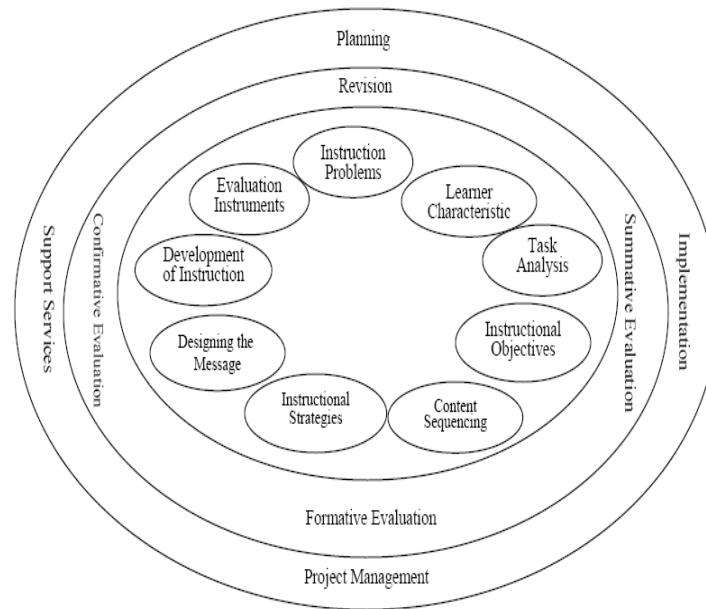 Planning
Revision
Instruction
Problems
Evaluation
Instruments
Learner
Characteristic
Development
of Instruction
Task
Analysis
Support Services
Confirmative Evaluation
Summative Evaluation
Implementation
Designing the
Message
Instructional
Objectives
Instructional
Strategies
Content
Sequencing
Formative Evaluation
Project Management